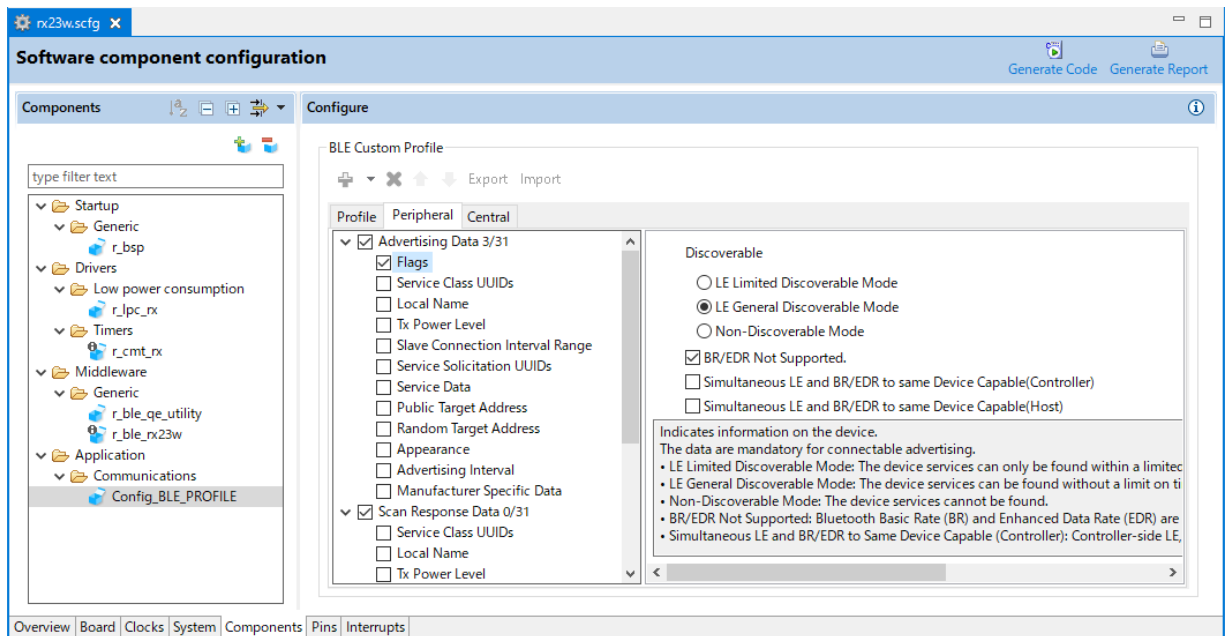 rx23w.scfg
Software component configuration
Generate Code Generate Report
Components
Configure
BLE Custom Profile
Export Import
type filter text
Startup
Generic
r_bsp
Drivers
Low power consumption
r_lpc_rx
Timers
r_cmt_rx
Middleware
Generic
r_ble_qe_utility
r_ble_rx23w
Application
Communications
Config_BLE_PROFILE
Profile Peripheral Central
Advertising Data 3/31
Flags
Service Class UUIDs
Local Name
Tx Power Level
Slave Connection Interval Range
Service Solicitation UUIDs
Service Data
Public Target Address
Random Target Address
Appearance
Advertising Interval
Manufacturer Specific Data
Scan Response Data 0/31
Service Class UUIDs
Local Name
Tx Power Level
Discoverable
LE Limited Discoverable Mode
LE General Discoverable Mode
Non-Discoverable Mode
BR/EDR Not Supported.
Simultaneous LE and BR/EDR to same Device Capable(Controller)
Simultaneous LE and BR/EDR to same Device Capable(Host)
Indicates information on the device.
The data are mandatory for connectable advertising.
• LE Limited Discoverable Mode: The device services can only be found within a limited
• LE General Discoverable Mode: The device services can be found without a limit on ti
• Non-Discoverable Mode: The device services cannot be found.
• BR/EDR Not Supported: Bluetooth Basic Rate (BR) and Enhanced Data Rate (EDR) are
• Simultaneous LE and BR/EDR to Same Device Capable (Controller): Controller-side LE,
Overview Board Clocks System Components Pins Interrupts